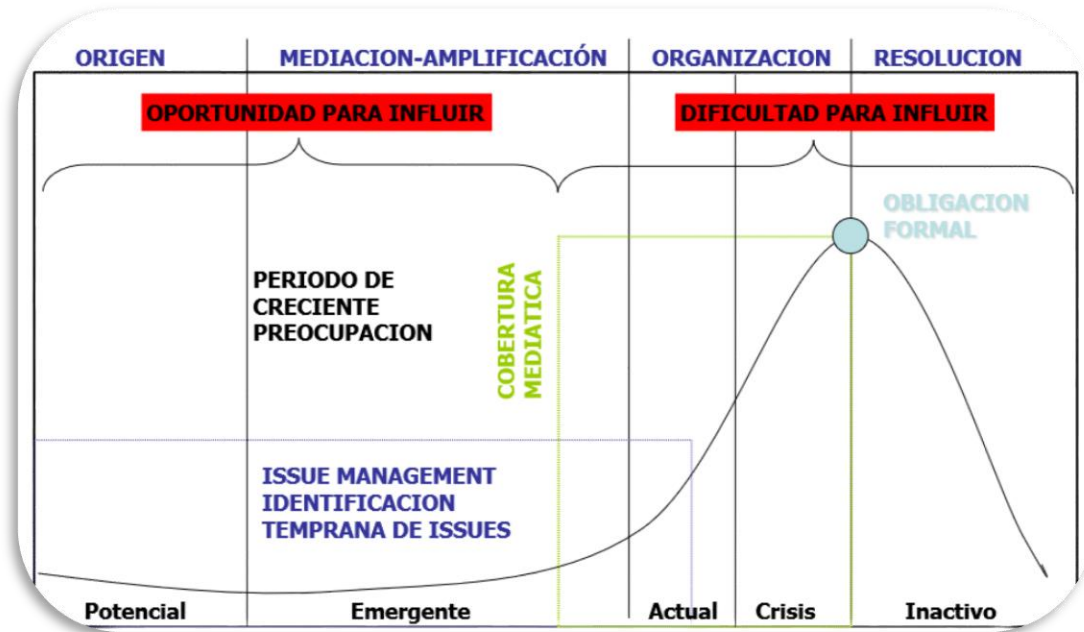 ORIGEN
MEDIACION-AMPLIFICACIÓN
ORGANIZACION
RESOLUCION
OPORTUNIDAD PARA INFLUIR
DIFICULTAD PARA INFLUIR
OBLIGACION
FORMAL
PERIODO DE
CRECIENTE
PREOCUPACION
COBERTURA
MEDIATICA
ISSUE MANAGEMENT
IDENTIFICACION
TEMPRANA DE ISSUES
Potencial
Emergente
Actual
Crisis
Inactivo